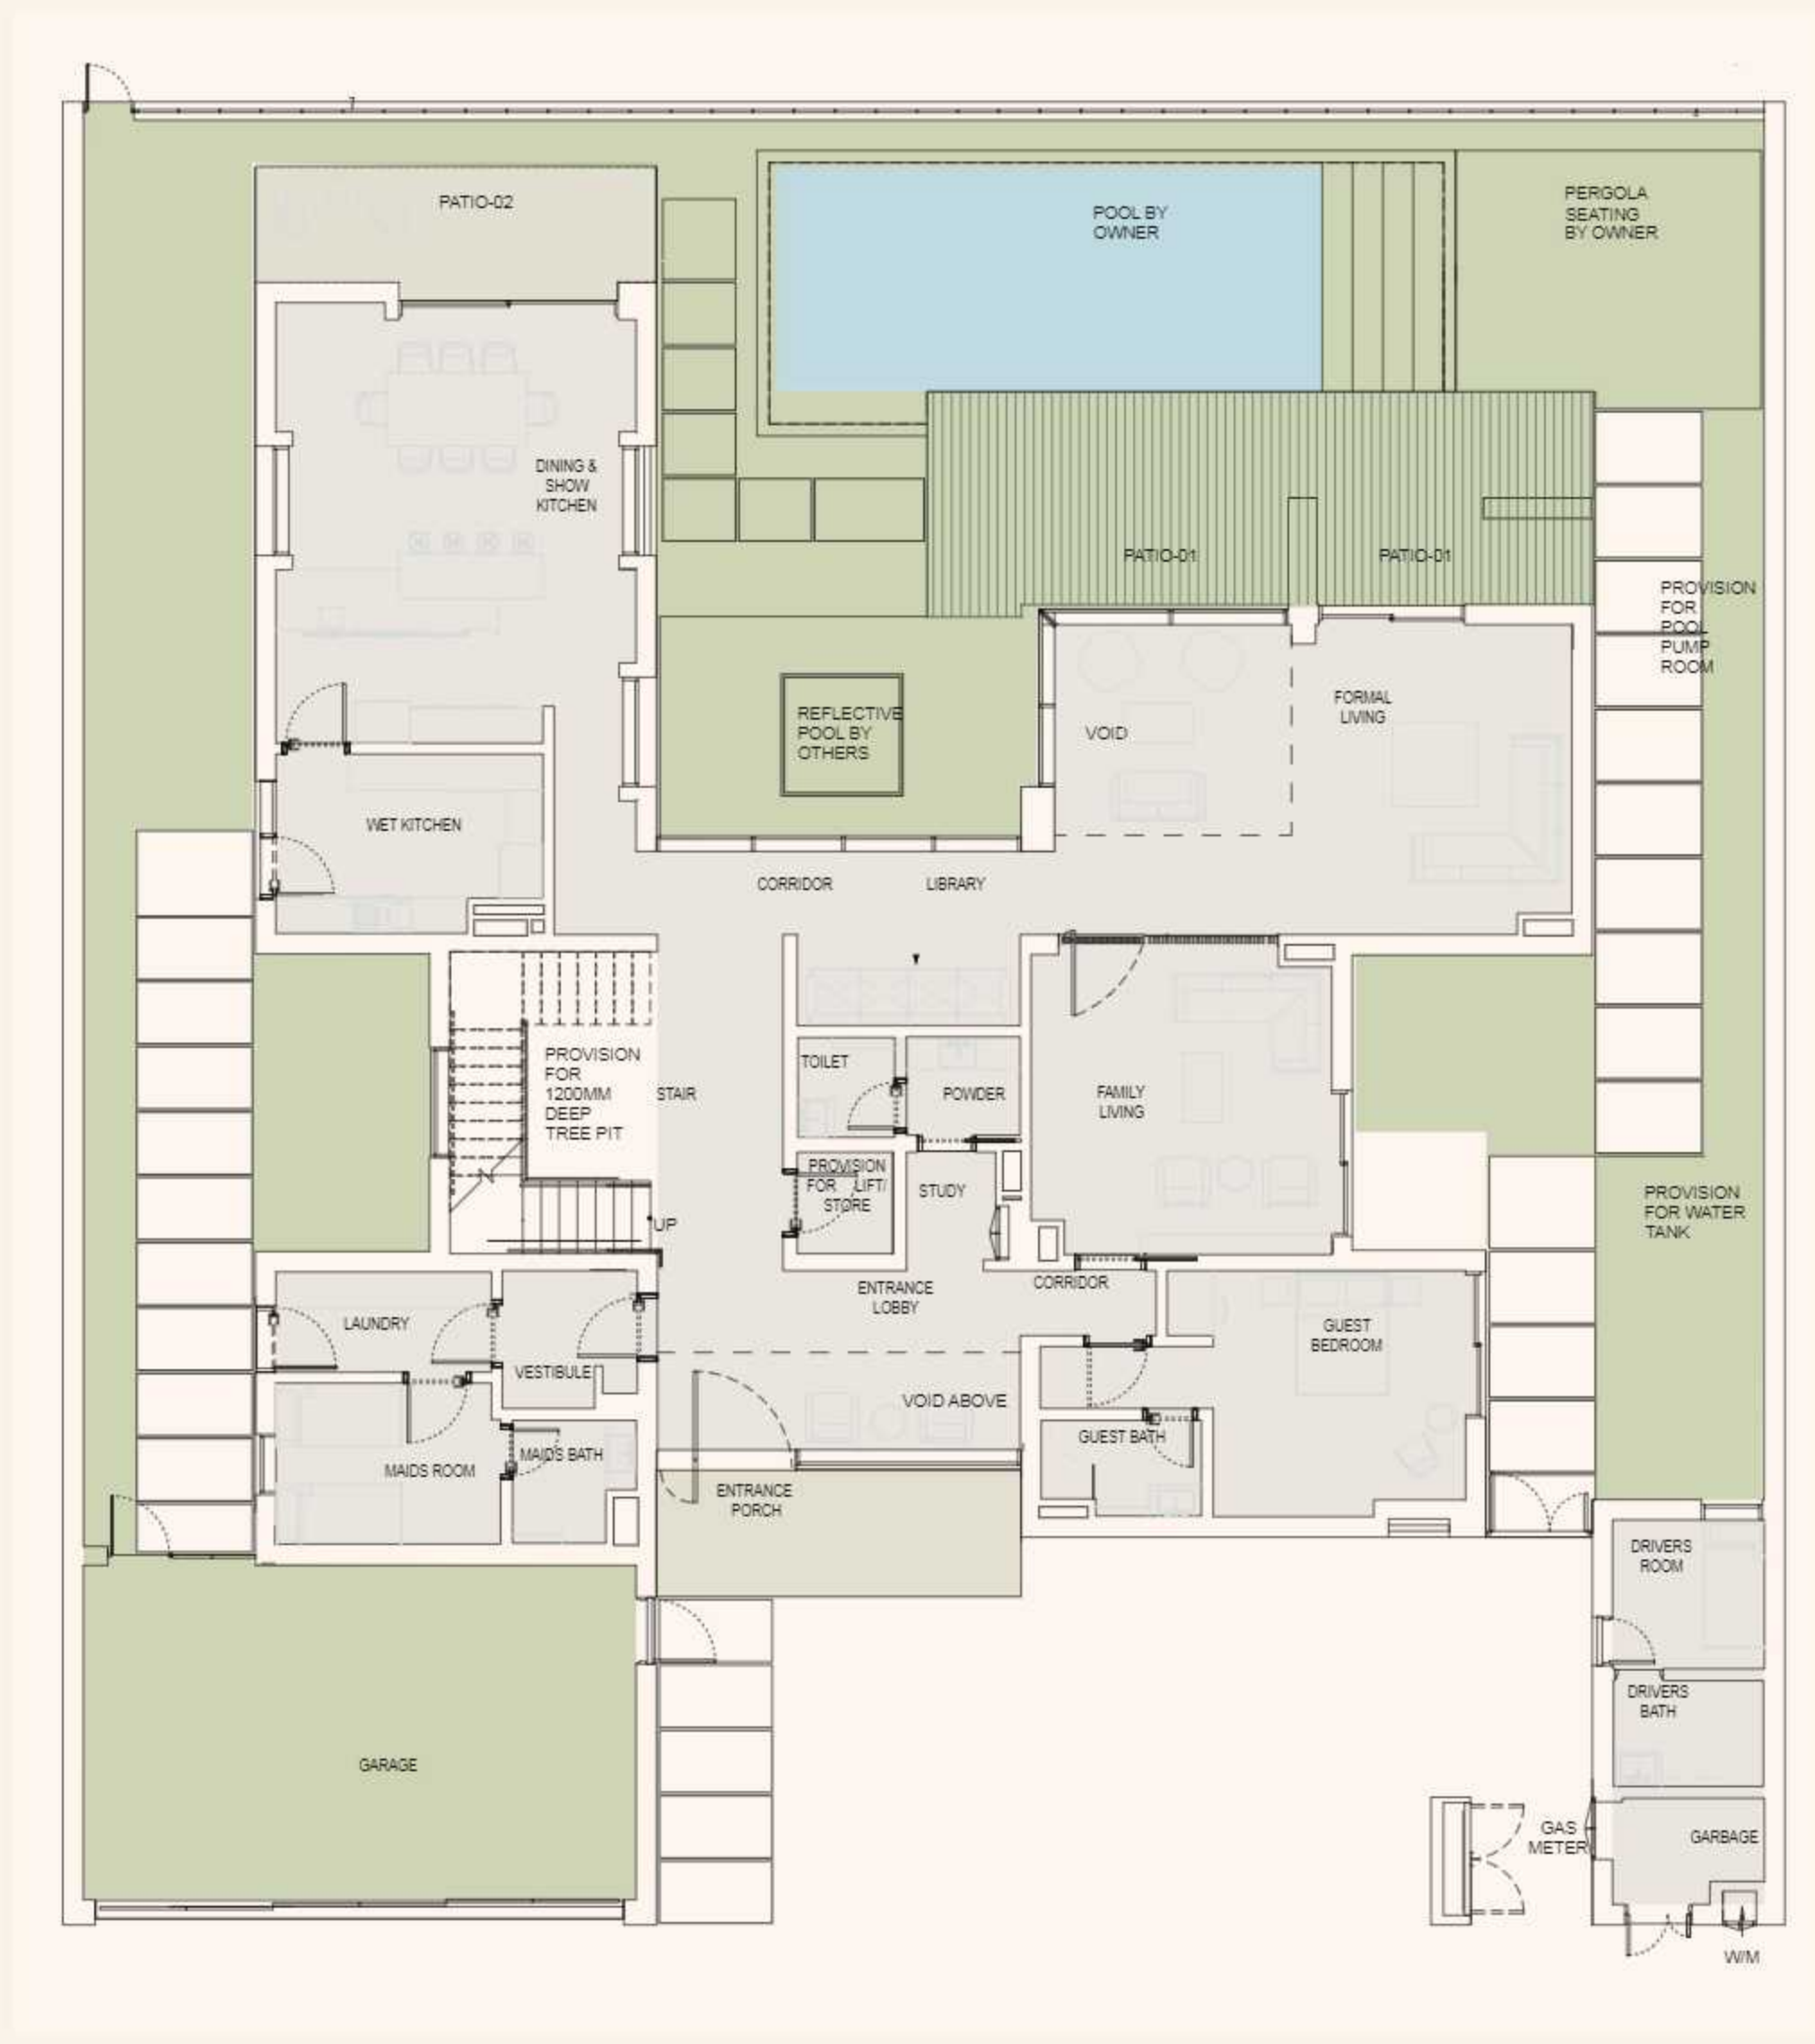 PATIO-02
POOL BY
OWNER
PERGOLA
SEATING
BY OWNER
DINING &
SHOW
KITCHEN
PATIO-01
PATIO-01
PROVISION
FOR
POOL
PUMP
ROOM
REFLECTIVE
POOL BY
OTHERS
VOID
FORMAL
LIVING
WET KITCHEN
CORRIDOR
LIBRARY
PROVISION
FOR
1200MM
DEEP
TREE PIT
STAIR
TOILET
POWDER
FAMILY
LIVING
PROVISION
FOR LIFT/
STORE
STUDY
UP
PROVISION
FOR WATER
TANK
ENTRANCE
LOBBY
CORRIDOR
LAUNDRY
VESTIBULE
GUEST
BEDROOM
VOID ABOVE
GUEST BATH
MAIDS ROOM
MAIDS BATH
ENTRANCE
PORCH
DRIVERS
ROOM
DRIVERS
BATH
GARAGE
GAS
METER
GARBAGE
W/M